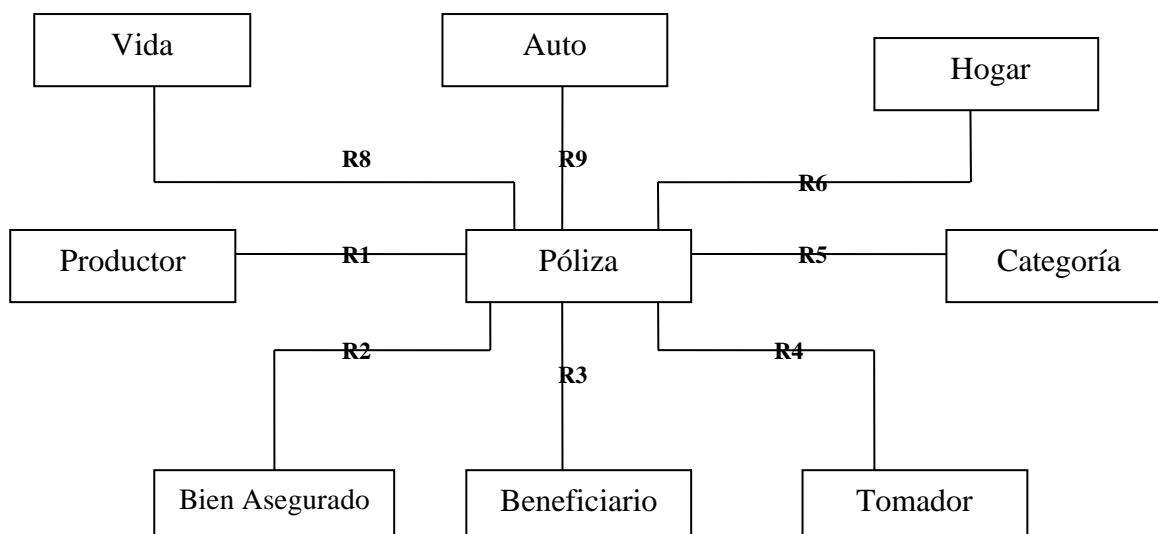 Vida
Auto
Hogar
R8
R9
R6
Productor
R1
Póliza
R5
Categoría
R2
R3
R4
Bien Asegurado
Beneficiario
Tomador